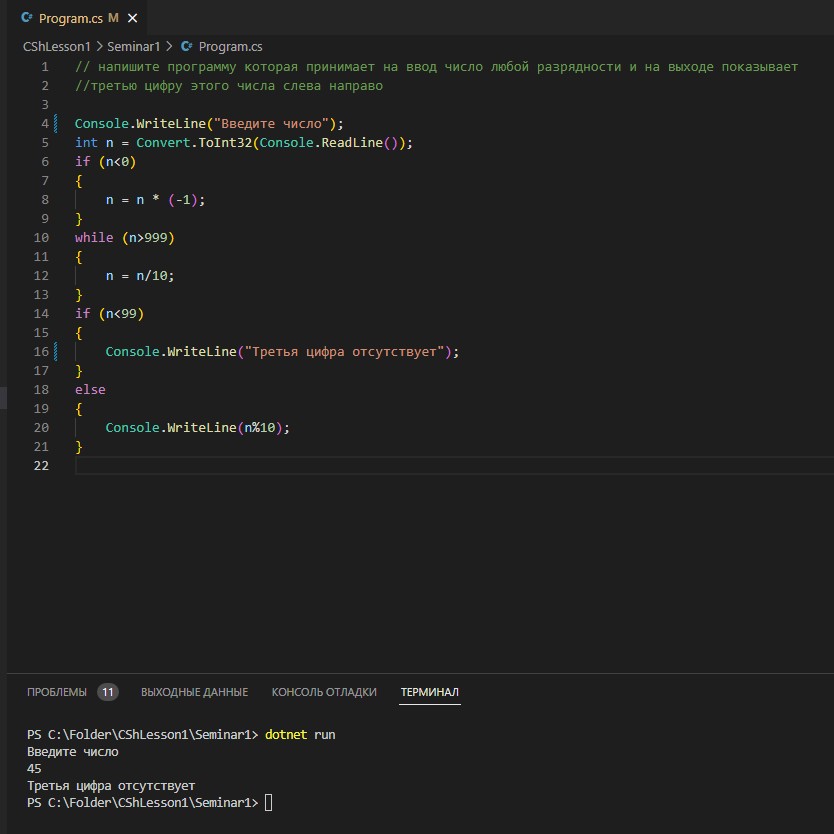 Program.cs M
CShLesson1 > Seminar1 > Program.cs
1 // напишите программу которая принимает на ввод число любой разрядности и на выходе показывает
2 //третью цифру этого числа слева направо
3
4 Console.WriteLine("Введите число");
5 int n = Convert.ToInt32(Console.ReadLine());
6 if (n<0)
7 {
8 n = n * (-1);
9 }
10 while (n>999)
11 {
12 n = n/10;
13 }
14 if (n<99)
15 {
16 Console.WriteLine("Третья цифра отсутствует");
17 }
18 else
19 {
20 Console.WriteLine(n%10);
21 }
22
ПРОБЛЕМЫ 11 ВЫХОДНЫЕ ДАННЫЕ КОНСОЛЬ ОТЛАДКИ ТЕРМИНАЛ
PS C:\Folder\CShLesson1\Seminar1> dotnet run
Введите число
45
Третья цифра отсутствует
PS C:\Folder\CShLesson1\Seminar1>